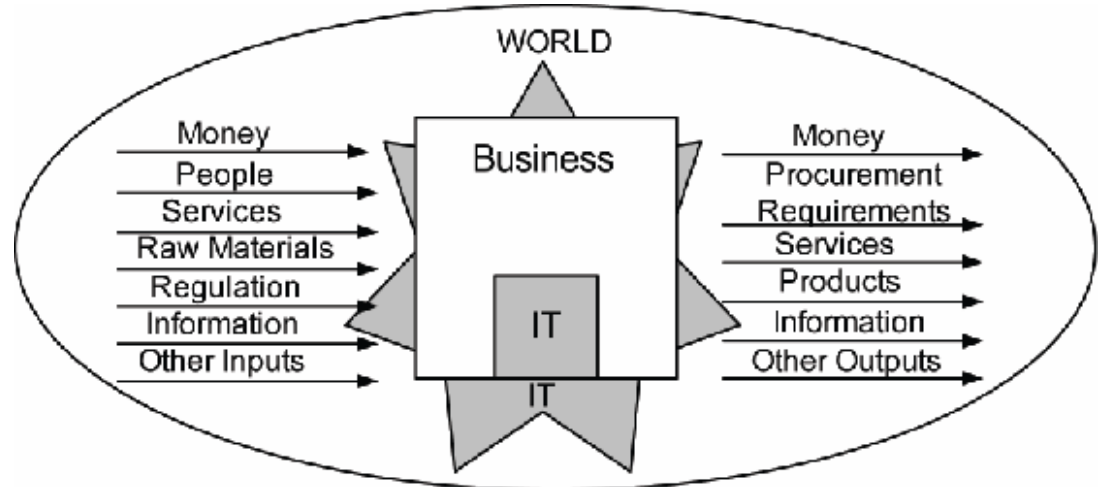 WORLD
Money
People
Services
Raw Materials
Regulation
Information
Other Inputs
Business
IT
IT
Money
Procurement
Requirements
Services
Products
Information
Other Outputs